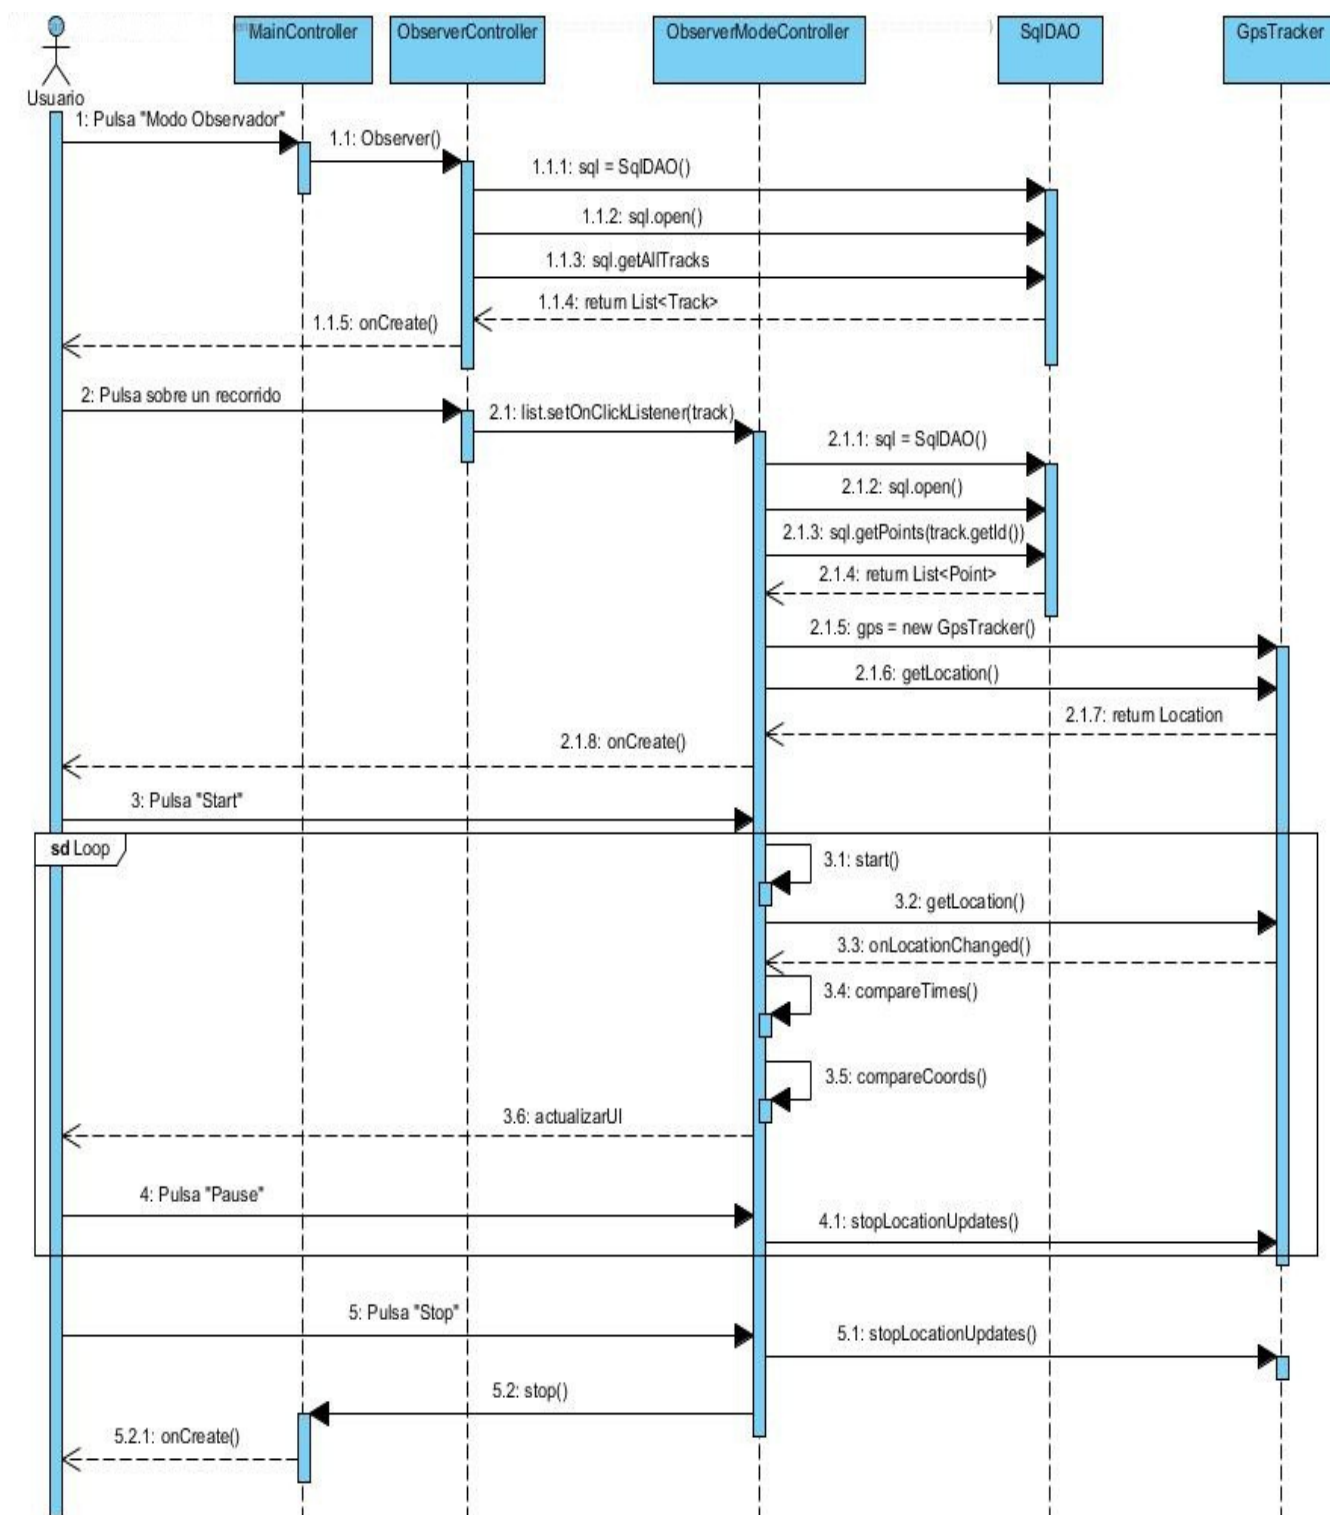 MainController
ObserverController
ObserverModeController
SqlDAO
GpsTracker
Usuario
1: Pulsa "Modo Observador"
1.1: Observer()
1.1.1: sql = SqlDAO()
1.1.2: sql.open()
1.1.3: sql.getAllTracks
1.1.4: return List<Track>
1.1.5: onCreate()
2: Pulsa sobre un recorrido
2.1: list.setOnClickListener(track)
2.1.1: sql = SqlDAO()
2.1.2: sql.open()
2.1.3: sql.getPoints(track.getId())
2.1.4: return List<Point>
2.1.5: gps = new GpsTracker()
2.1.6: getLocation()
2.1.7: return Location
2.1.8: onCreate()
3: Pulsa "Start"
sd Loop
3.1: start()
3.2: getLocation()
3.3: onLocationChanged()
3.4: compareTimes()
3.5: compareCoords()
3.6: actualizarUI
4: Pulsa "Pause"
4.1: stopLocationUpdates()
5: Pulsa "Stop"
5.1: stopLocationUpdates()
5.2: stop()
5.2.1: onCreate()